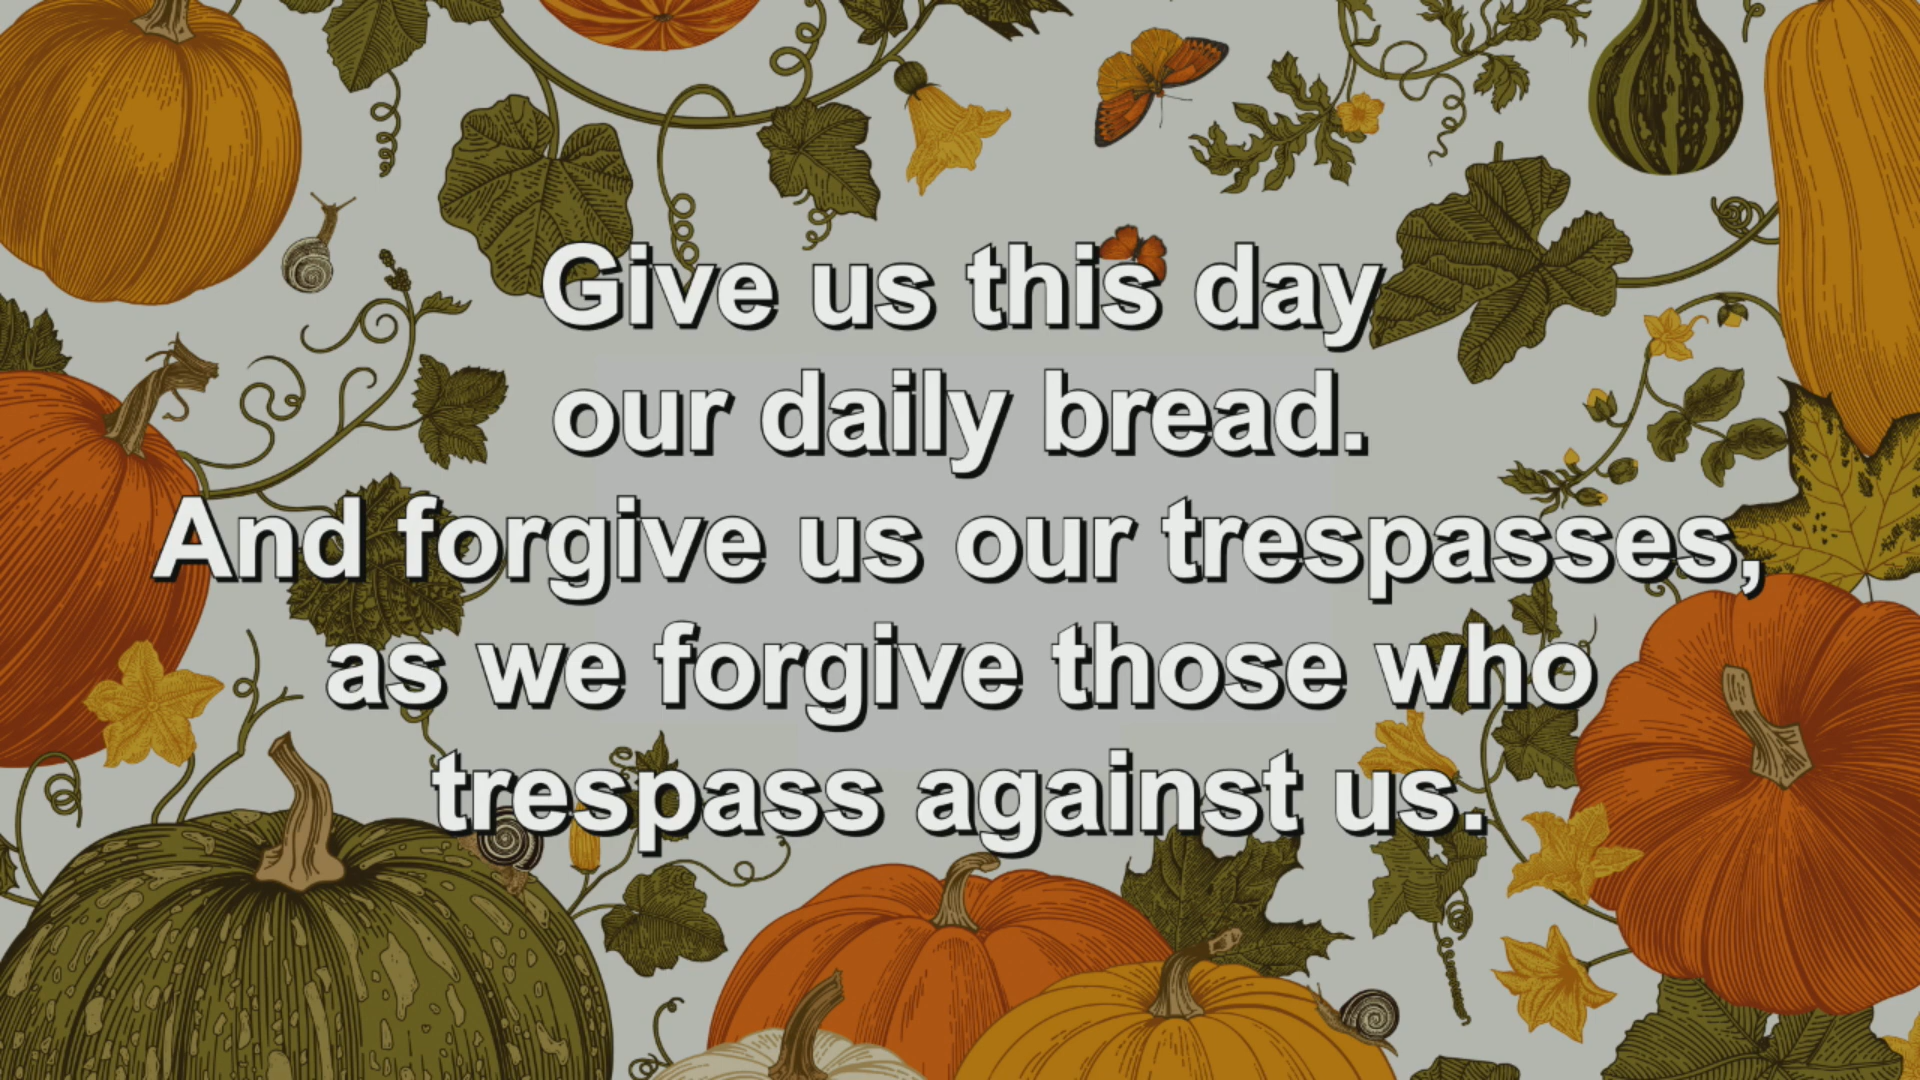 Give us this day
our daily bread.
And forgive us our trespasses,
as we forgive those who
trespass against us.